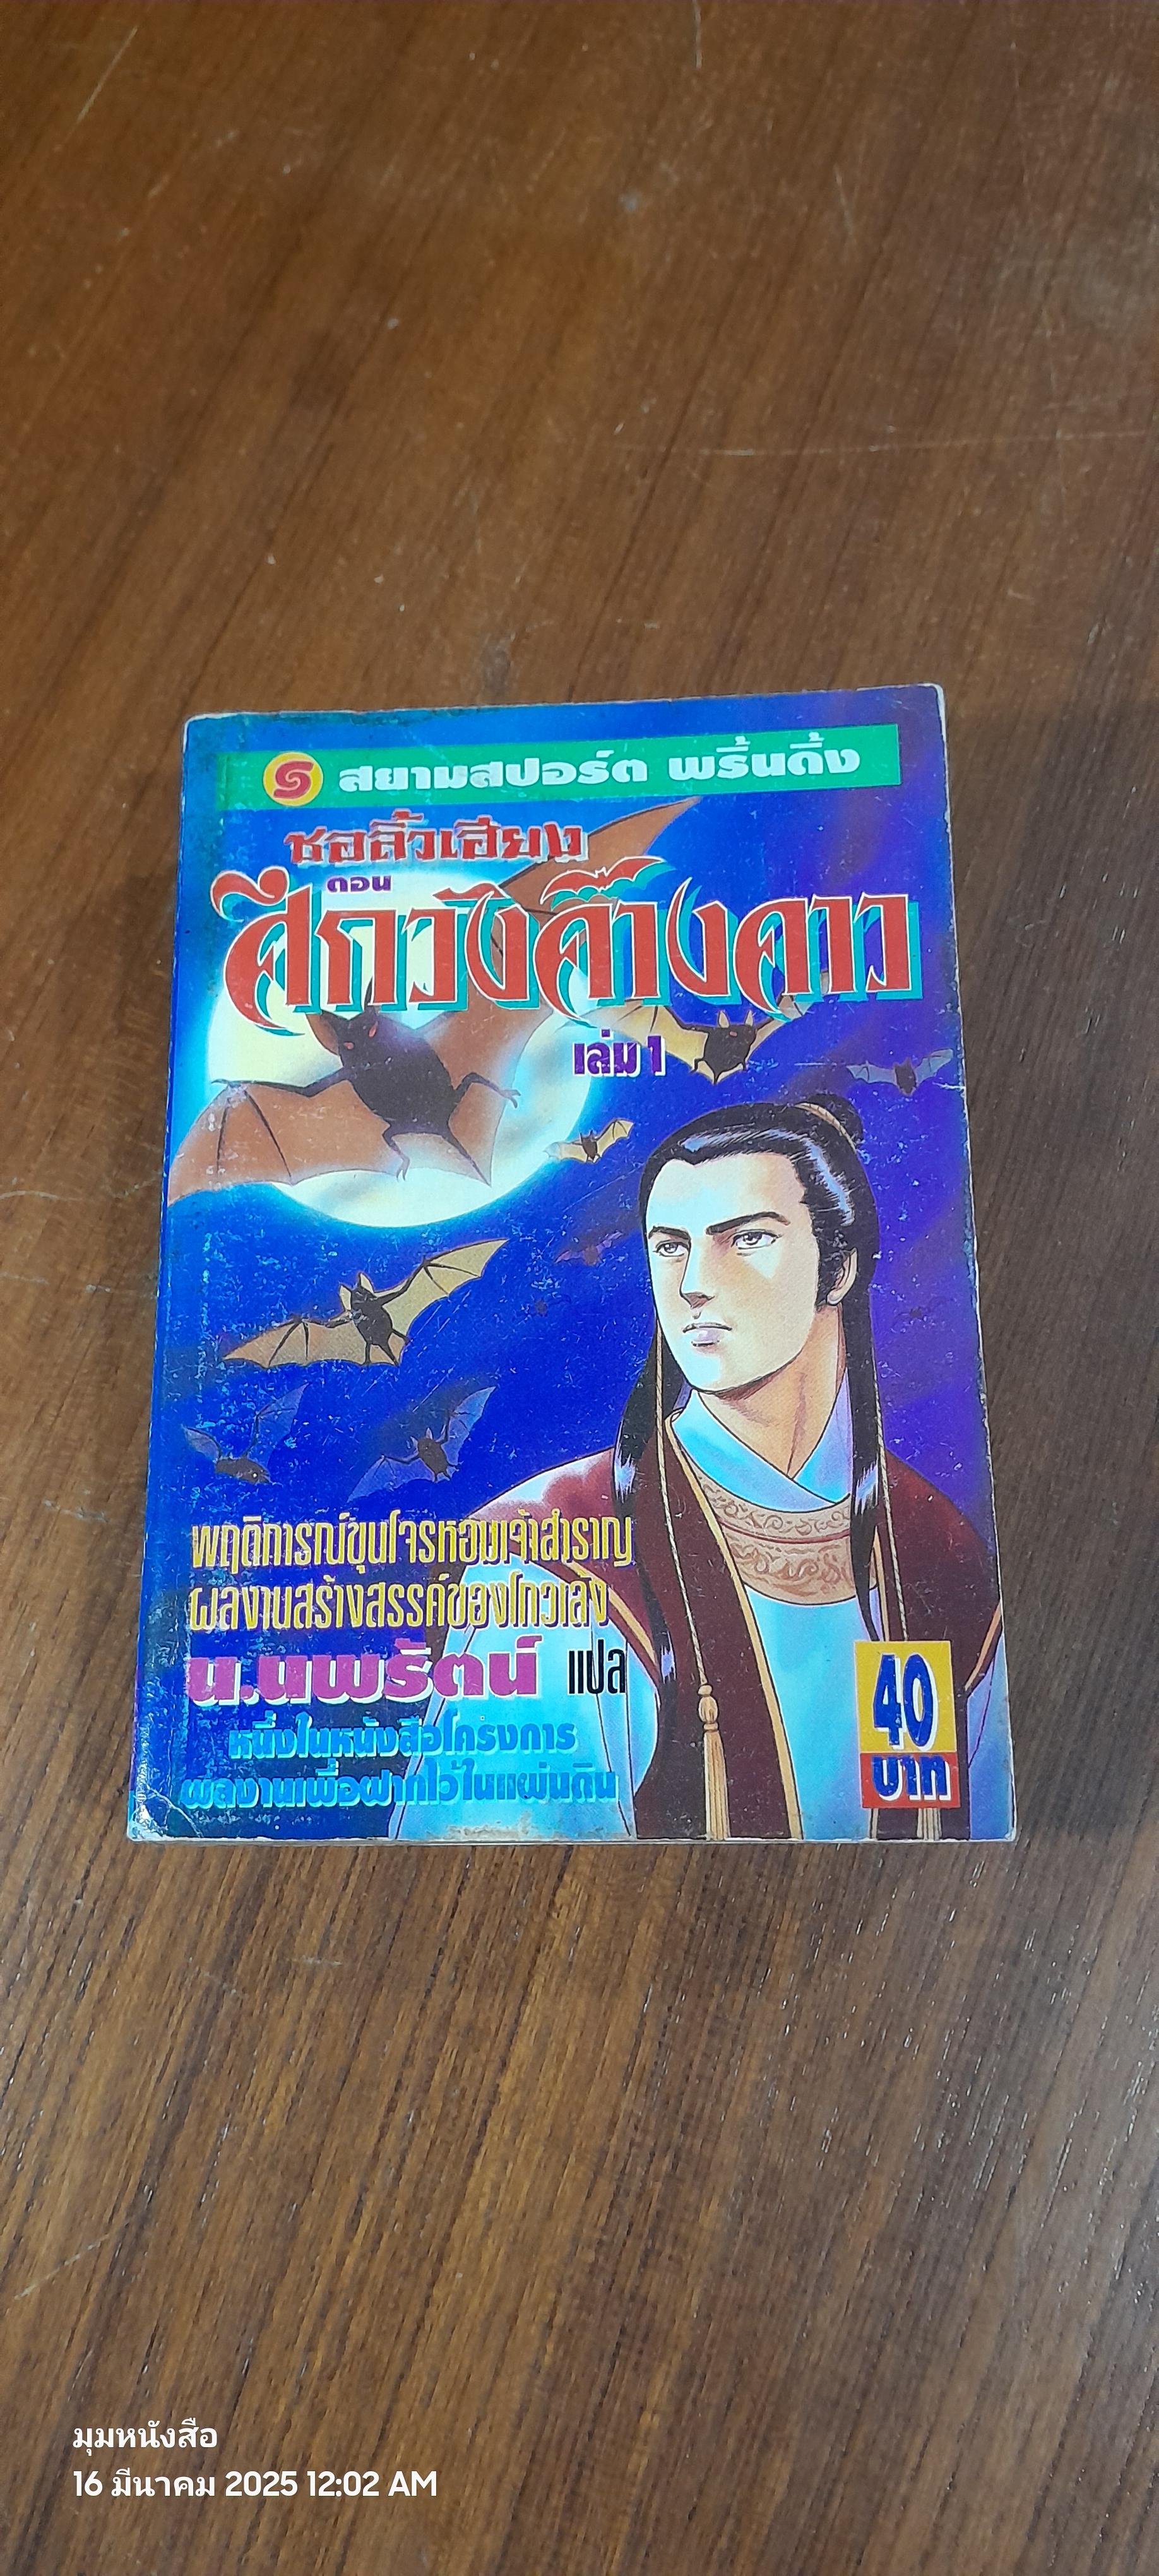 สยามสปอร์ต พริ้นติ้ง
ชอลิ้วเฮียง
ตอน
ศึกวังค้างคาว
เล่ม 1
พฤติการณ์ขุนโจรหอมเจ้าสำราญ
ผลงานสร้างสรรค์ของโกวเล้ง
น.นพรัตน์ แปล
หนึ่งในหนังสือโครงการ
ผลงานเพื่อฝากไว้ในแผ่นดิน
40
บาท
มุมหนังสือ
16 มีนาคม 2025 12:02 AM